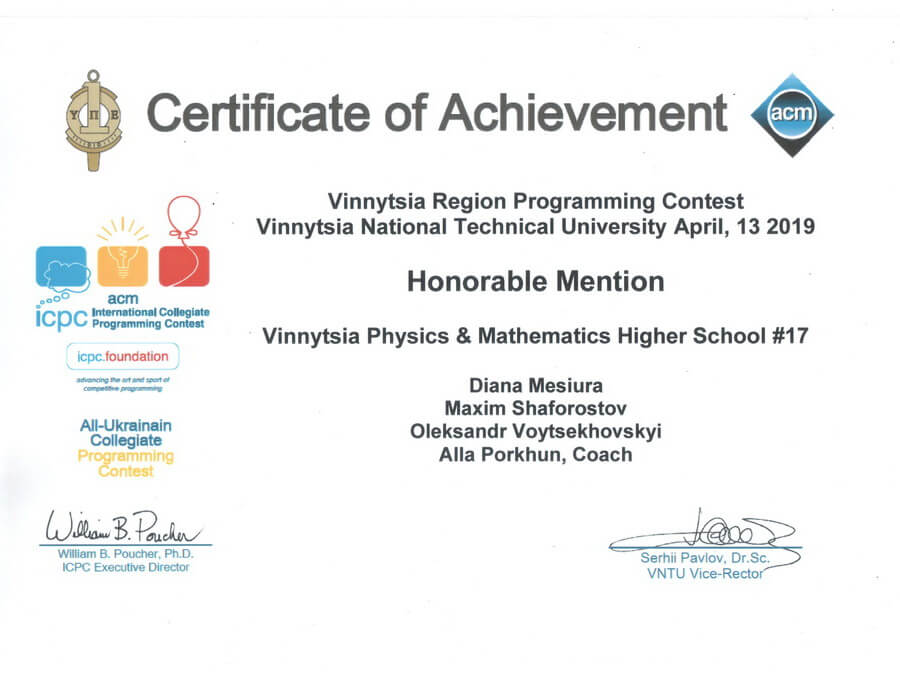 Certificate of Achievement
Υ Π Ε
acm
Vinnytsia Region Programming Contest
Vinnytsia National Technical University April, 13 2019
Honorable Mention
Vinnytsia Physics & Mathematics Higher School #17
Diana Mesiura
Maxim Shaforostov
Oleksandr Voytsekhovskyi
Alla Porkhun, Coach
acm
icpc International Collegiate
Programming Contest
icpc.foundation
advancing the art and sport of
competitive programming
All-Ukrainain
Collegiate
Programming
Contest
William B. Poucher
William B. Poucher, Ph.D.
ICPC Executive Director
Serhii Pavlov, Dr.Sc.
VNTU Vice-Rector